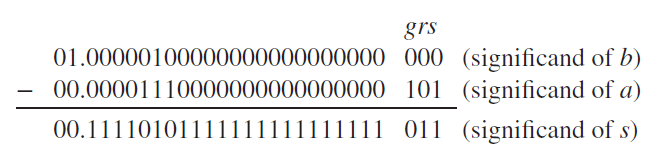 grs
01.00000100000000000000000 000 (significand of b)
− 00.00001110000000000000000 101 (significand of a)
00.11110101111111111111111 011 (significand of s)